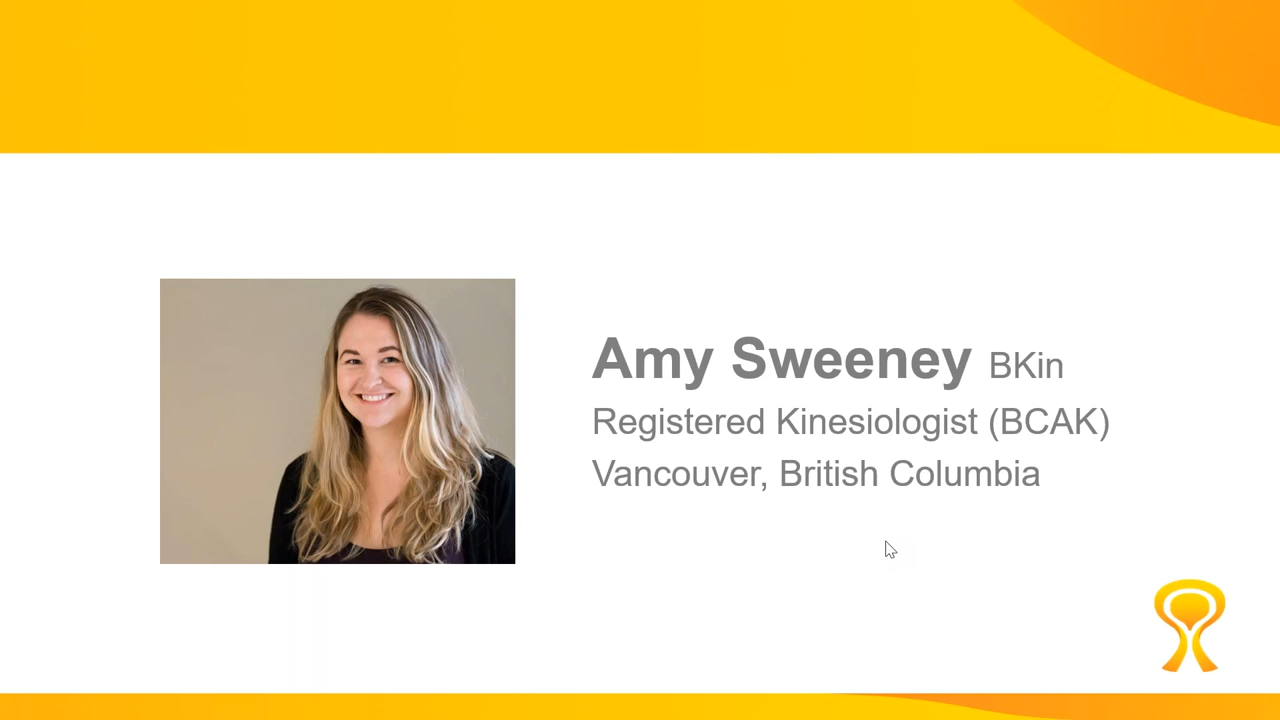 Amy Sweeney BKin
Registered Kinesiologist (BCAK)
Vancouver, British Columbia